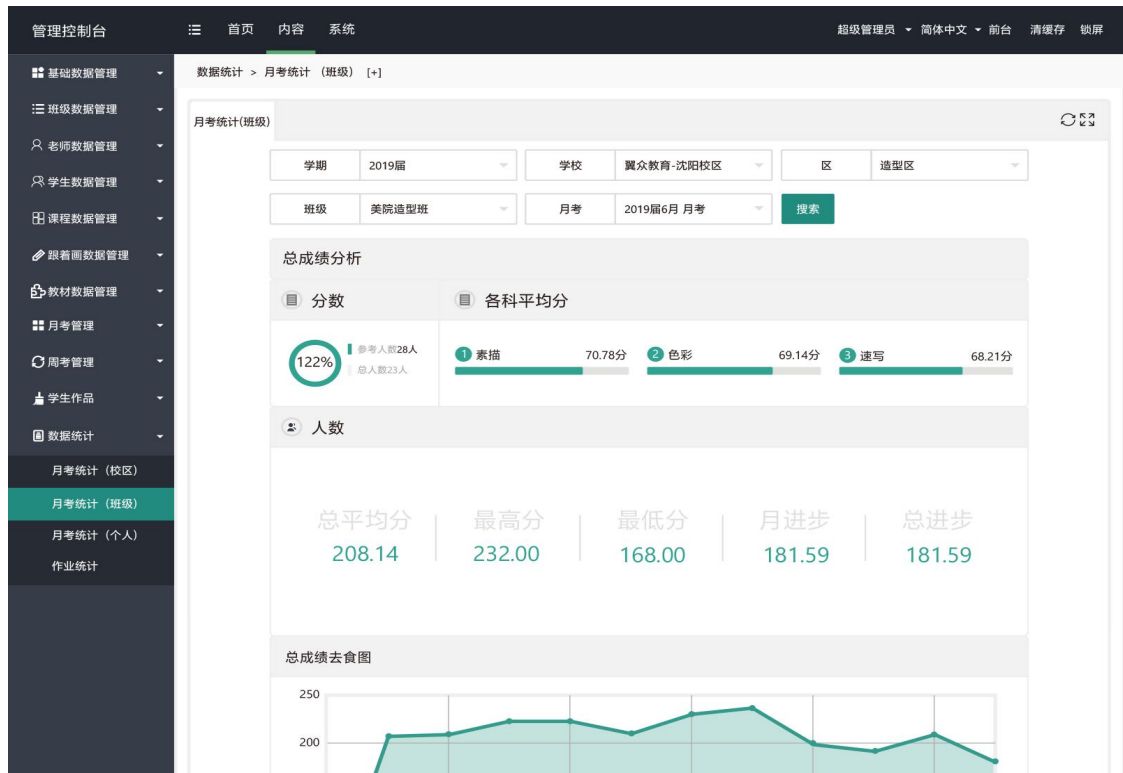 管理控制台 首页 内容 系统 超级管理员 简体中文 前台 清缓存 锁屏
数据统计 > 月考统计 （班级） [+]
基础数据管理
班级数据管理
老师数据管理
学生数据管理
课程数据管理
跟着画数据管理
教材数据管理
月考管理
周考管理
学生作品
数据统计
月考统计（校区）
月考统计（班级）
月考统计（个人）
作业统计
月考统计(班级)
学期 2019届 学校 翼众教育-沈阳校区 区 造型区
班级 美院造型班 月考 2019届6月 月考 搜索
总成绩分析
分数 各科平均分
122% 参考人数28人
总人数23人
1 素描 70.78分 2 色彩 69.14分 3 速写 68.21分
人数
总平均分 最高分 最低分 月进步 总进步
208.14 232.00 168.00 181.59 181.59
总成绩去食图
250
200